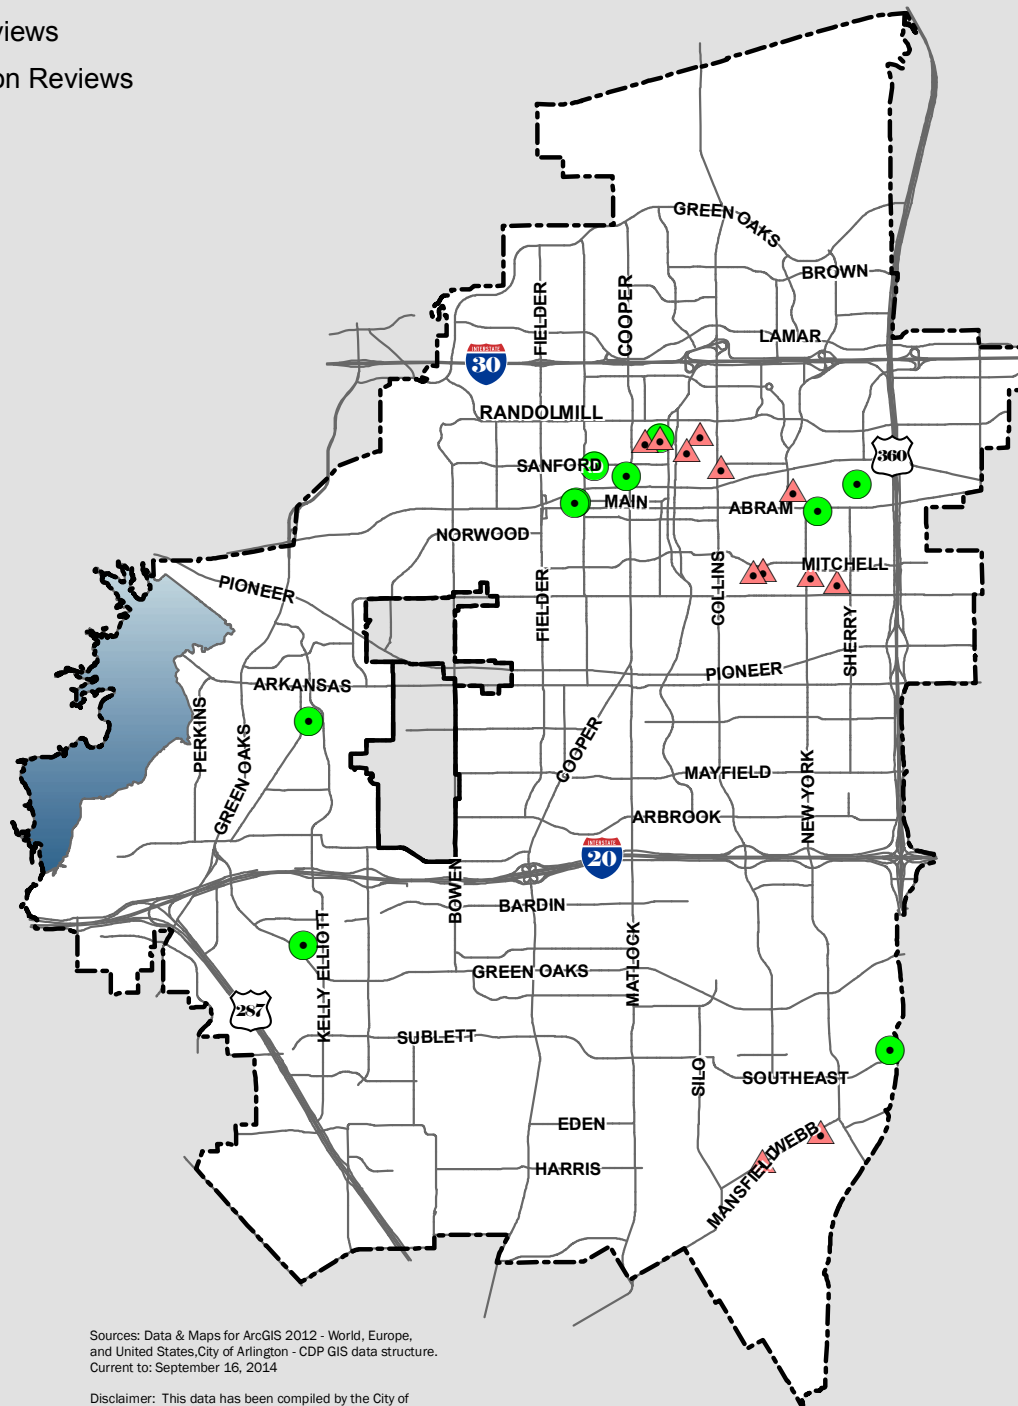 views
on Reviews
GREEN OAKS
BROWN
FIELDER
COOPER
LAMAR
INTERSTATE
30
RANDOLMILL
360
SANFORD
MAIN
ABRAM
NORWOOD
MITCHELL
PIONEER
FIELDER
COLLINS
SHERRY
PIONEER
ARKANSAS
PERKINS
GREEN OAKS
COOPER
MAYFIELD
NEW YORK
ARBROOK
INTERSTATE
20
BOWEN
BARDIN
KELLY ELLIOTT
MATLOCK
GREEN OAKS
287
SUBLETT
SILO
SOUTHEAST
EDEN
WEBB
HARRIS
MANSFIELD
Sources: Data & Maps for ArcGIS 2012 - World, Europe,
and United States,City of Arlington - CDP GIS data structure.
Current to: September 16, 2014
Disclaimer: This data has been compiled by the City of